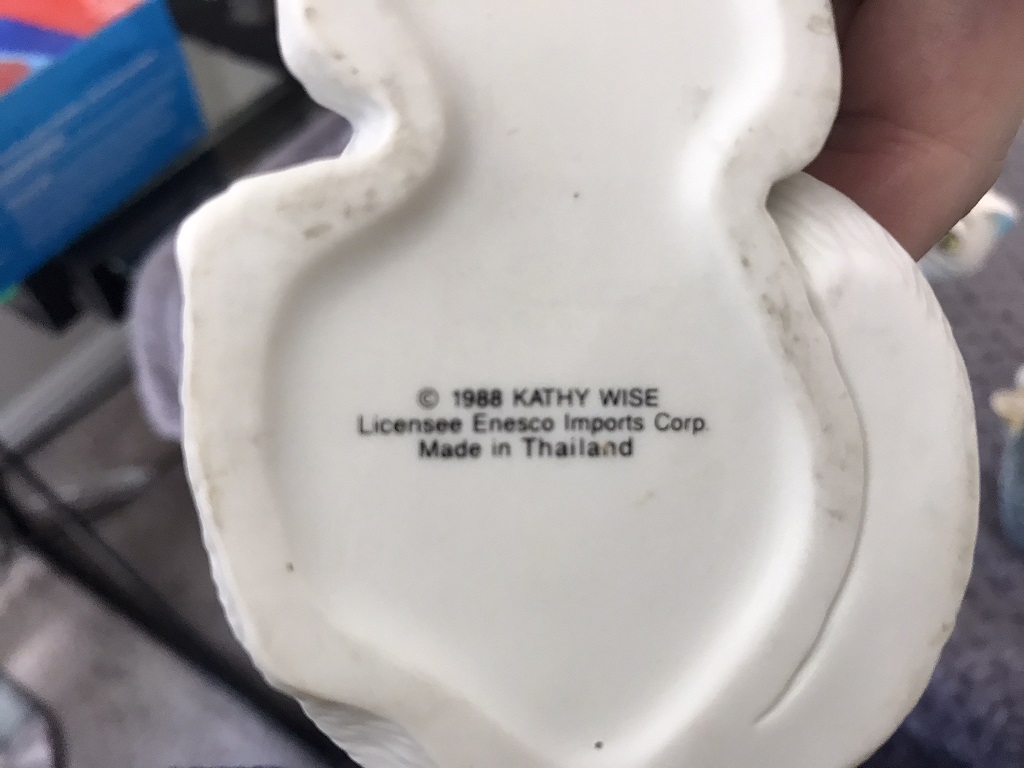 © 1988 KATHY WISE
Licensee Enesco Imports Corp.
Made in Thailand